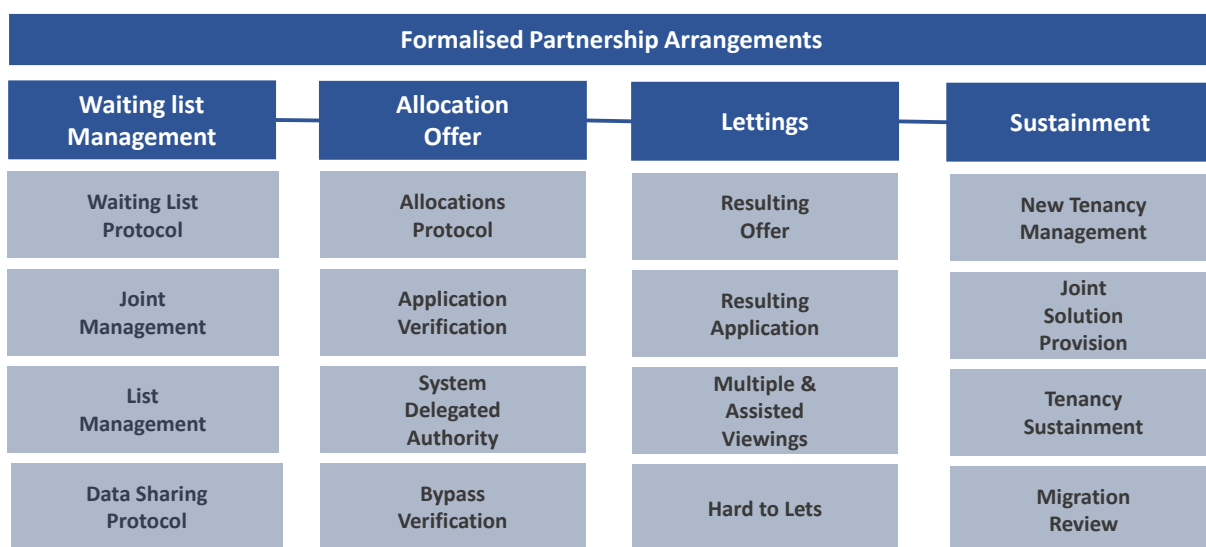 Formalised Partnership Arrangements
Waiting list
Management
Allocation
Offer
Lettings
Sustainment
Waiting List
Protocol
Allocations
Protocol
Resulting
Offer
New Tenancy
Management
Joint
Management
Application
Verification
Resulting
Application
Joint
Solution
Provision
List
Management
System
Delegated
Authority
Multiple &
Assisted
Viewings
Tenancy
Sustainment
Data Sharing
Protocol
Bypass
Verification
Hard to Lets
Migration
Review